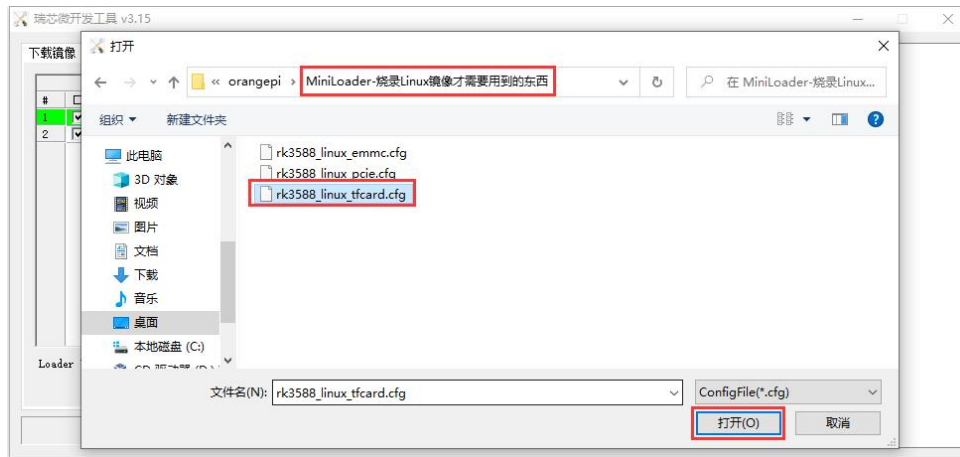 瑞芯微开发工具 v3.15
下载镜像
打开
« orangepi › MiniLoader-烧录Linux镜像才需要用到的东西
在 MiniLoader-烧录Linux...
#
1
2
组织
新建文件夹
此电脑
3D 对象
视频
图片
文档
下载
音乐
桌面
本地磁盘 (C:)
rk3588_linux_emmc.cfg
rk3588_linux_pcie.cfg
rk3588_linux_tfcard.cfg
Loader
文件名(N): rk3588_linux_tfcard.cfg
ConfigFile(*.cfg)
打开(O)
取消